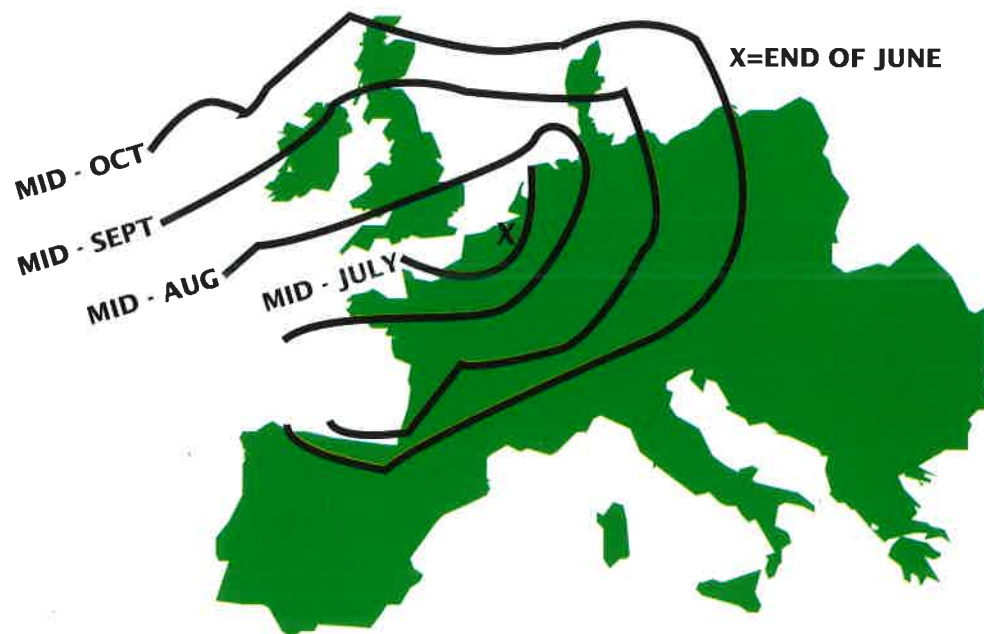 X=END OF JUNE
MID - OCT
MID - SEPT
MID - AUG
MID - JULY
X